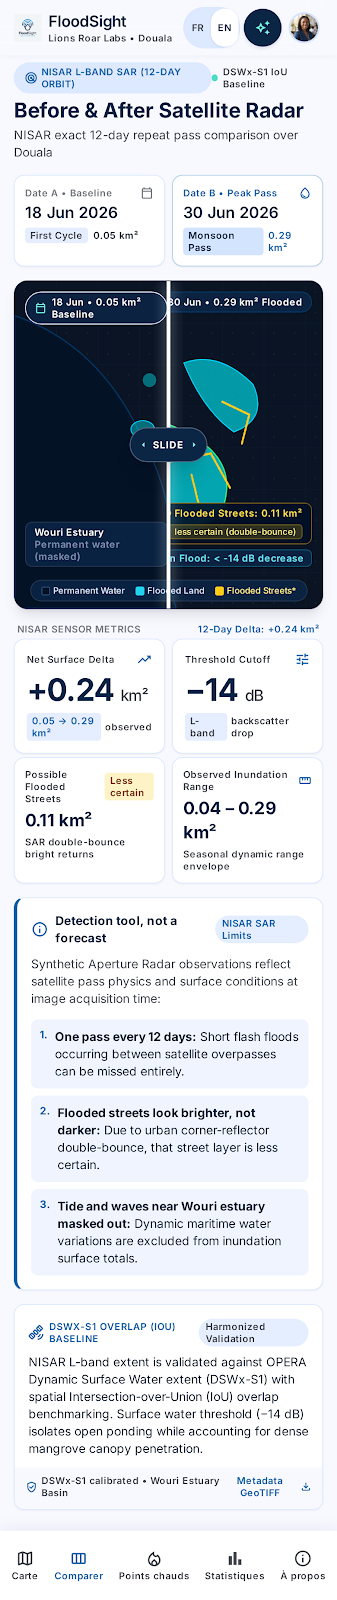 FloodSight
Lions Roar Labs • Douala
FR EN
NISAR L-BAND SAR (12-DAY
ORBIT)
DSWx-S1 IoU
Baseline
Before & After Satellite Radar
NISAR exact 12-day repeat pass comparison over
Douala
Date A • Baseline
18 Jun 2026
First Cycle 0.05 km²
Date B • Peak Pass
30 Jun 2026
Monsoon
Pass
0.29
km²
18 Jun • 0.05 km²
Baseline
30 Jun • 0.29 km² Flooded
SLIDE
Flooded Streets: 0.11 km²
less certain (double-bounce)
Wouri Estuary
Permanent water
(masked)
n Flood: < -14 dB decrease
Permanent Water Flooded Land Flooded Streets*
NISAR SENSOR METRICS
12-Day Delta: +0.24 km²
Net Surface Delta
+0.24 km²
0.05 → 0.29
km²
observed
Threshold Cutoff
−14 dB
L-
band
backscatter
drop
Possible
Flooded
Streets
Less
certain
0.11 km²
SAR double-bounce
bright returns
Observed Inundation
Range
0.04 – 0.29
km²
Seasonal dynamic range
envelope
Detection tool, not a
forecast
NISAR SAR
Limits
Synthetic Aperture Radar observations reflect
satellite pass physics and surface conditions at
image acquisition time:
1. One pass every 12 days: Short flash floods
occurring between satellite overpasses
can be missed entirely.
2. Flooded streets look brighter, not
darker: Due to urban corner-reflector
double-bounce, that street layer is less
certain.
3. Tide and waves near Wouri estuary
masked out: Dynamic maritime water
variations are excluded from inundation
surface totals.
DSWX-S1 OVERLAP (IOU)
BASELINE
Harmonized
Validation
NISAR L-band extent is validated against OPERA
Dynamic Surface Water extent (DSWx-S1) with
spatial Intersection-over-Union (IoU) overlap
benchmarking. Surface water threshold (−14 dB)
isolates open ponding while accounting for dense
mangrove canopy penetration.
DSWx-S1 calibrated • Wouri Estuary
Basin
Metadata
GeoTIFF
Carte
Comparer
Points chauds
Statistiques
À propos